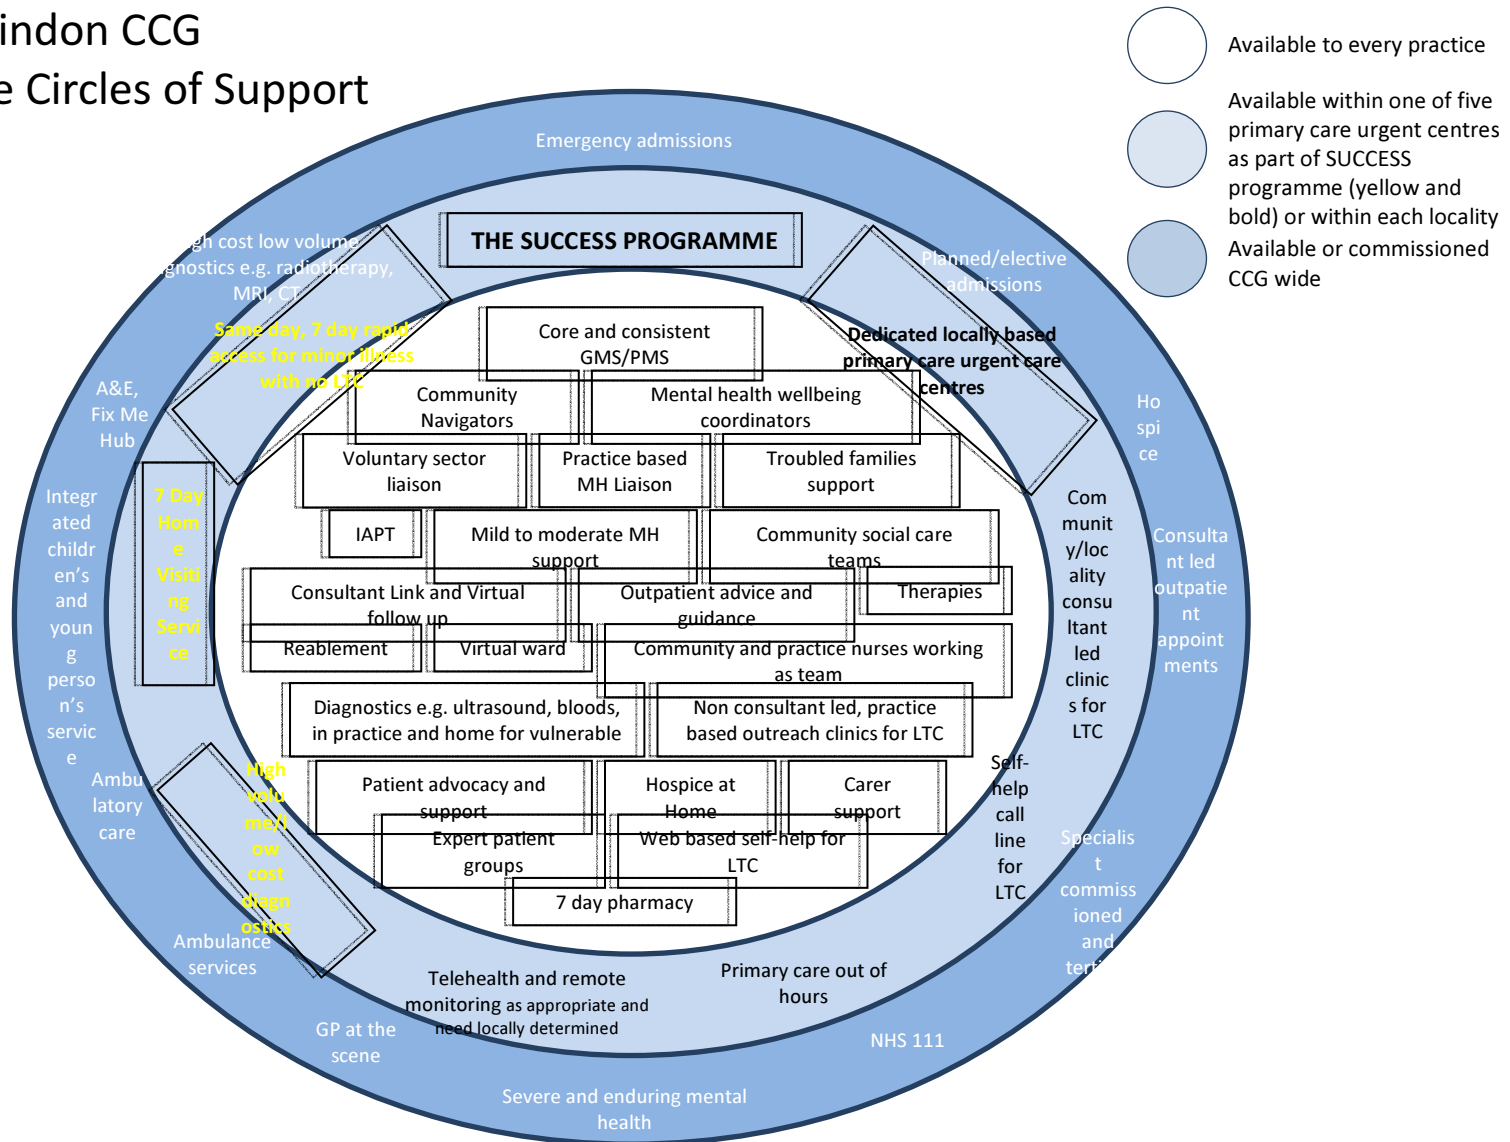 indon CCG
e Circles of Support
Available to every practice
Available within one of five
primary care urgent centres
as part of SUCCESS
programme (yellow and
bold) or within each locality
Available or commissioned
CCG wide
Emergency admissions
THE SUCCESS PROGRAMME
gh cost low volume
gnostics e.g. radiotherapy,
MRI, CT
Planned/elective
admissions
Same day, 7 day rapid
access for minor illness
with no LTC
Dedicated locally based
primary care urgent care
centres
Core and consistent
GMS/PMS
A&E,
Fix Me
Hub
Community
Navigators
Mental health wellbeing
coordinators
Ho
spi
ce
Voluntary sector
liaison
Practice based
MH Liaison
Troubled families
support
Integr
ated
childr
en's
and
youn
g
perso
n's
servic
e
7 Day
Hom
e
Visiti
ng
Servi
ce
IAPT
Mild to moderate MH
support
Community social care
teams
Com
munit
y/loc
ality
consu
ltant
led
clinic
s for
LTC
Consulta
nt led
outpatie
nt
appoint
ments
Consultant Link and Virtual
follow up
Outpatient advice and
guidance
Therapies
Reablement
Virtual ward
Community and practice nurses working
as team
Diagnostics e.g. ultrasound, bloods,
in practice and home for vulnerable
Non consultant led, practice
based outreach clinics for LTC
Ambu
latory
care
High
volu
me/l
ow
cost
diagn
ostics
Patient advocacy and
support
Hospice at
Home
Carer
support
Self-
help
call
line
for
LTC
Expert patient
groups
Web based self-help for
LTC
Specialis
t
commiss
ioned
and
7 day pharmacy
Ambulance
services
Telehealth and remote
monitoring as appropriate and
need locally determined
Primary care out of
hours
GP at the
scene
NHS 111
Severe and enduring mental
health